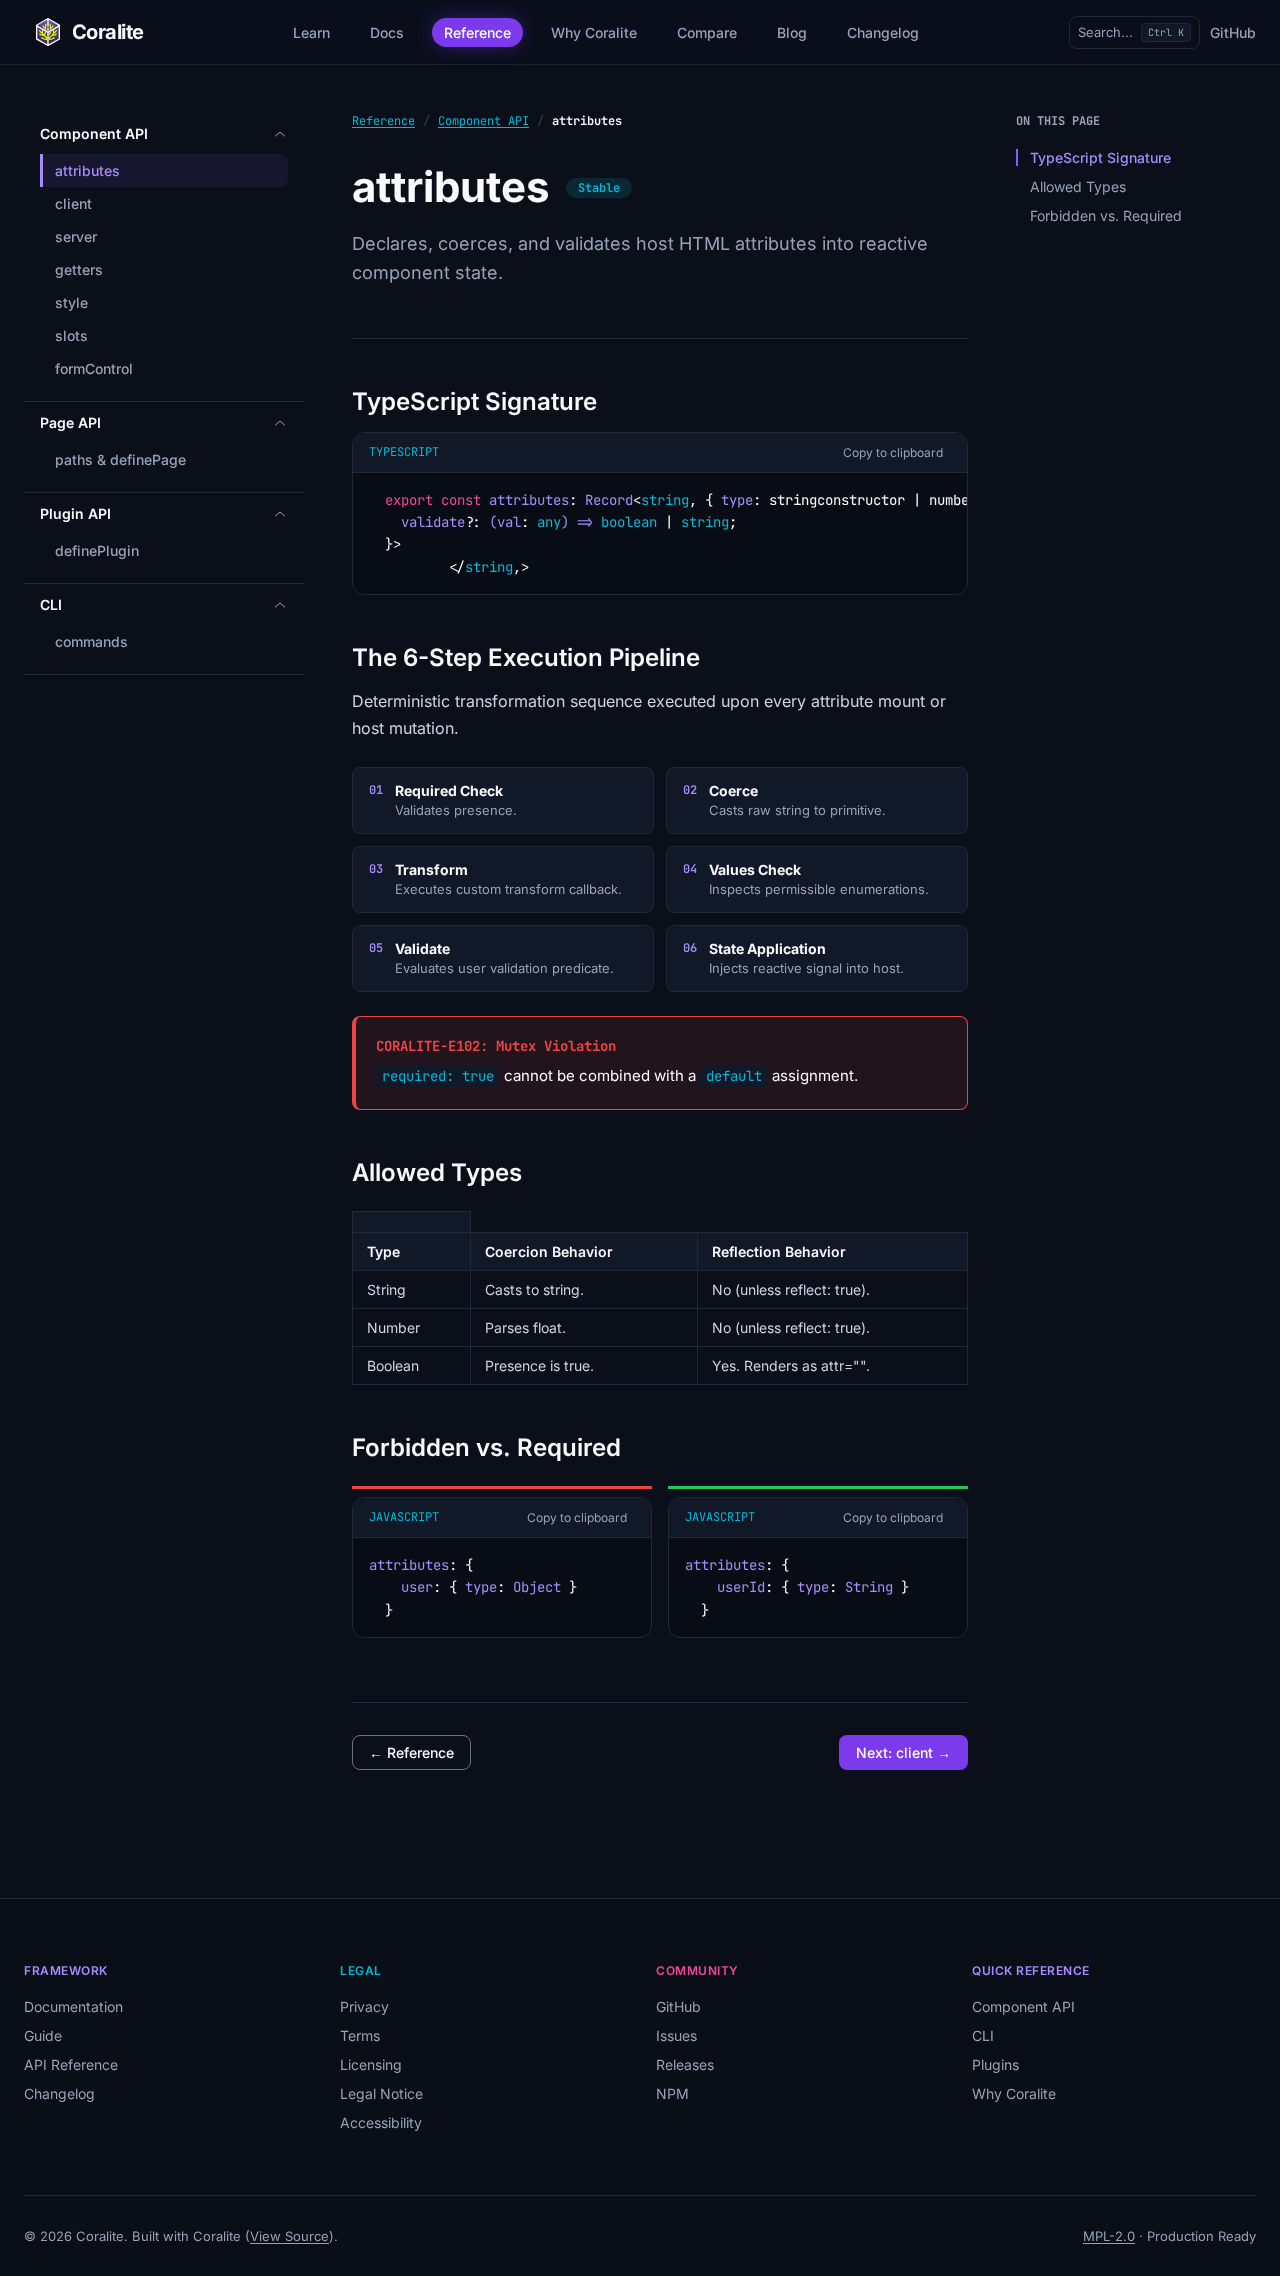 Coralite
Learn
Docs
Reference
Why Coralite
Compare
Blog
Changelog
Search...
Ctrl K
GitHub
Component API
attributes
client
server
getters
style
slots
formControl
Page API
paths & definePage
Plugin API
definePlugin
CLI
commands
Reference / Component API / attributes
attributes
Stable
Declares, coerces, and validates host HTML attributes into reactive
component state.
TypeScript Signature
TYPESCRIPT
Copy to clipboard
export const attributes: Record<string, { type: stringconstructor | numbe
validate?: (val: any) => boolean | string;
}>
</string,>
The 6-Step Execution Pipeline
Deterministic transformation sequence executed upon every attribute mount or
host mutation.
01 Required Check
Validates presence.
02 Coerce
Casts raw string to primitive.
03 Transform
Executes custom transform callback.
04 Values Check
Inspects permissible enumerations.
05 Validate
Evaluates user validation predicate.
06 State Application
Injects reactive signal into host.
CORALITE-E102: Mutex Violation
required: true cannot be combined with a default assignment.
Allowed Types
Type Coercion Behavior Reflection Behavior
String Casts to string. No (unless reflect: true).
Number Parses float. No (unless reflect: true).
Boolean Presence is true. Yes. Renders as attr="".
Forbidden vs. Required
JAVASCRIPT
Copy to clipboard
attributes: {
user: { type: Object }
}
JAVASCRIPT
Copy to clipboard
attributes: {
userId: { type: String }
}
← Reference
Next: client →
ON THIS PAGE
TypeScript Signature
Allowed Types
Forbidden vs. Required
FRAMEWORK
Documentation
Guide
API Reference
Changelog
LEGAL
Privacy
Terms
Licensing
Legal Notice
Accessibility
COMMUNITY
GitHub
Issues
Releases
NPM
QUICK REFERENCE
Component API
CLI
Plugins
Why Coralite
© 2026 Coralite. Built with Coralite (View Source).
MPL-2.0 · Production Ready